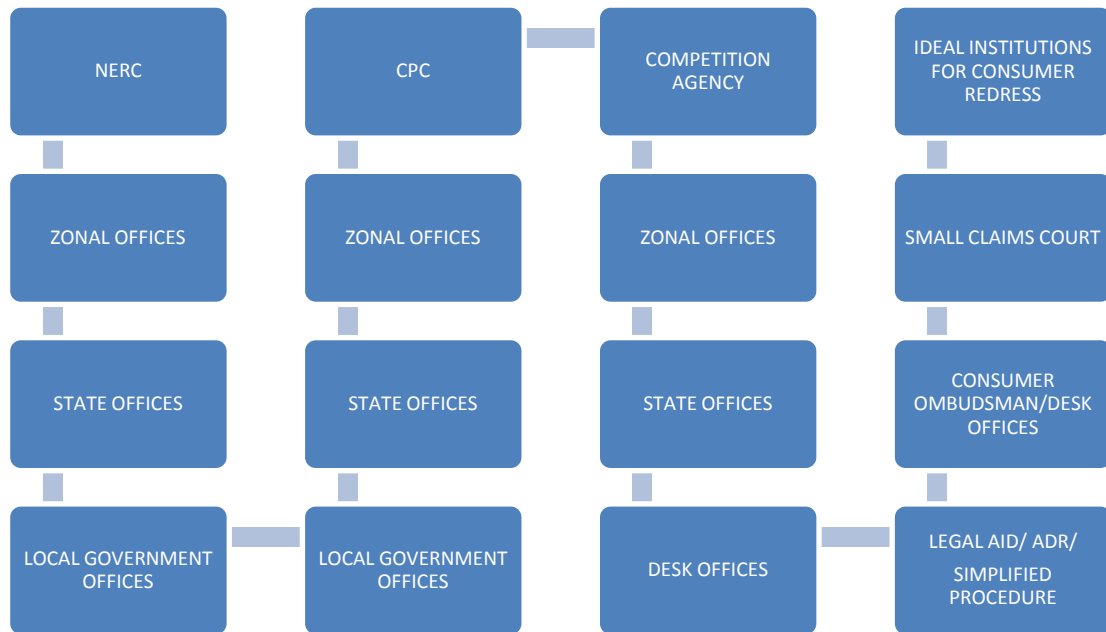 NERC
CPC
COMPETITION
AGENCY
IDEAL INSTITUTIONS
FOR CONSUMER
REDRESS
ZONAL OFFICES
ZONAL OFFICES
ZONAL OFFICES
SMALL CLAIMS COURT
STATE OFFICES
STATE OFFICES
STATE OFFICES
CONSUMER
OMBUDSMAN/DESK
OFFICES
LOCAL GOVERNMENT
OFFICES
LOCAL GOVERNMENT
OFFICES
DESK OFFICES
LEGAL AID/ ADR/
SIMPLIFIED
PROCEDURE